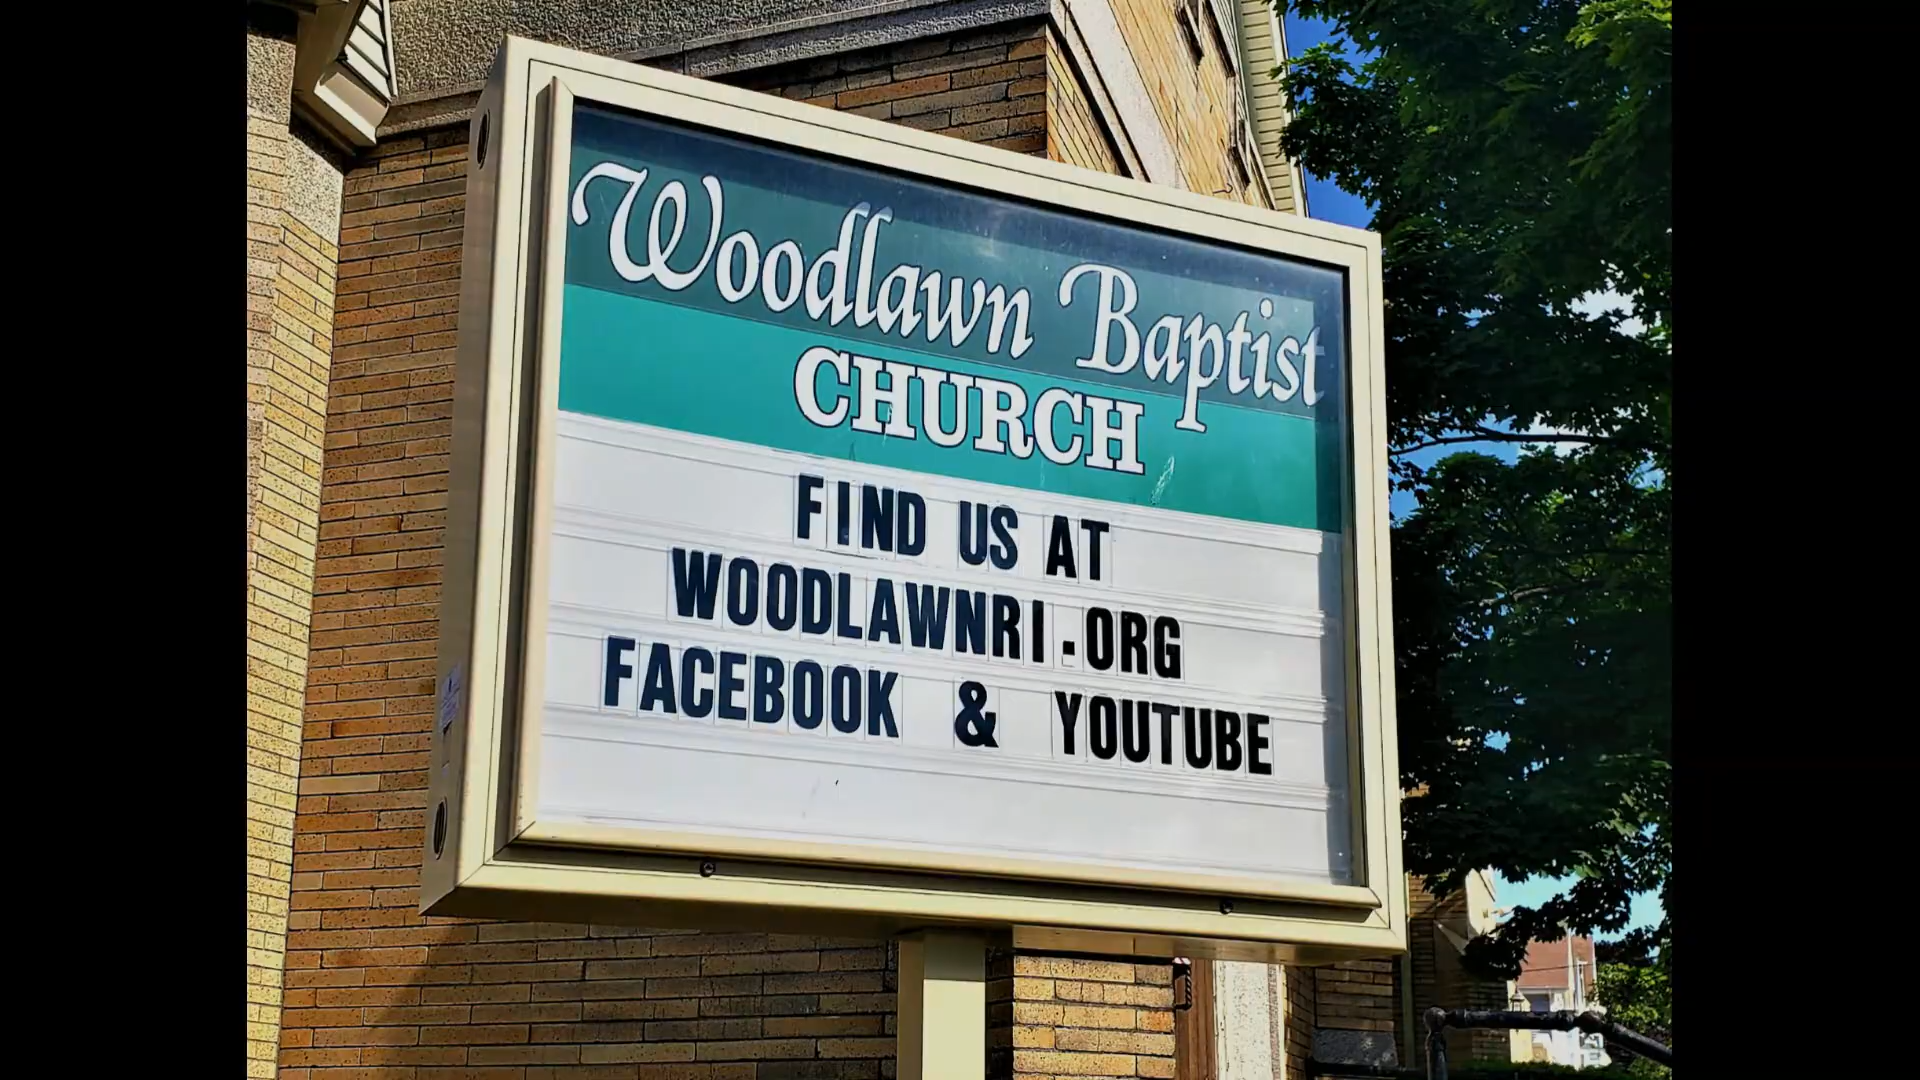 Woodlawn Baptist
CHURCH
FIND US AT
WOODLAWNRI.ORG
FACEBOOK & YOUTUBE